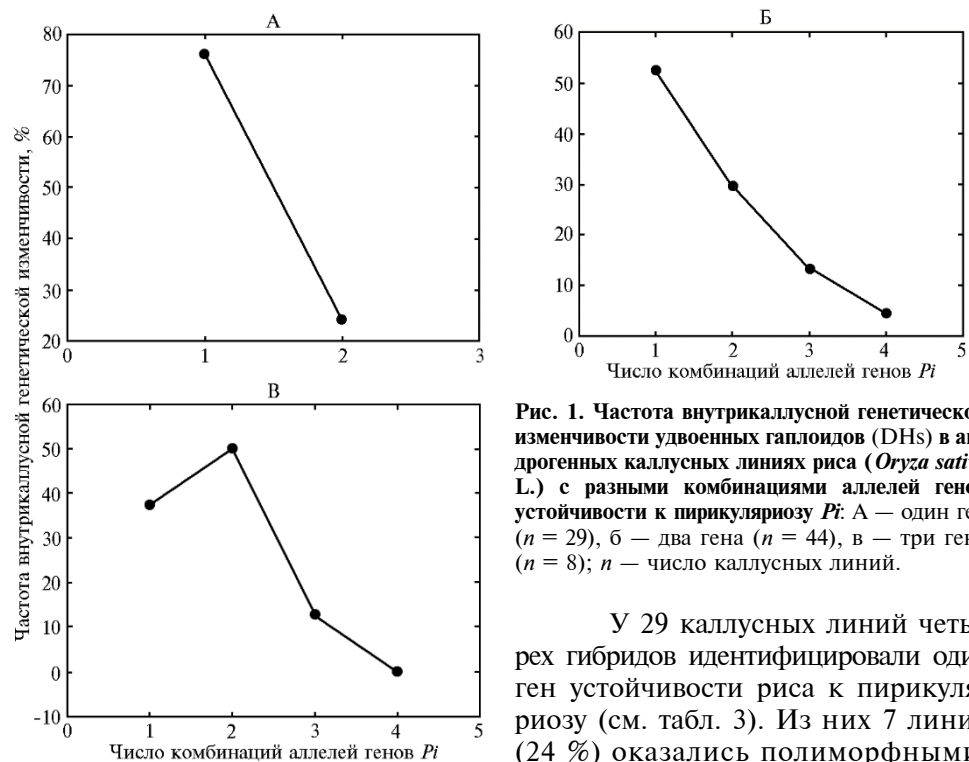 А
80
70
60
50
40
30
20
0
1
2
3
Б
60
50
40
30
20
10
0
0
1
2
3
4
5
Число комбинаций аллелей генов Pi
Частота внутрикаллусной генетической изменчивости, %
В
60
50
40
30
20
10
0
-10
0
1
2
3
4
5
Число комбинаций аллелей генов Pi
Рис. 1. Частота внутрикаллусной генетическо
изменчивости удвоенных гаплоидов (DHs) в ан
дрогенных каллусных линиях риса (Oryza sativ
L.) с разными комбинациями аллелей гено
устойчивости к пирикуляриозу Pi: А — один ге
(n = 29), б — два гена (n = 44), в — три ген
(n = 8); n — число каллусных линий.
У 29 каллусных линий четы
рех гибридов идентифицировали оди
ген устойчивости риса к пирикуля
риозу (см. табл. 3). Из них 7 лини
(24 %) оказались полиморфными